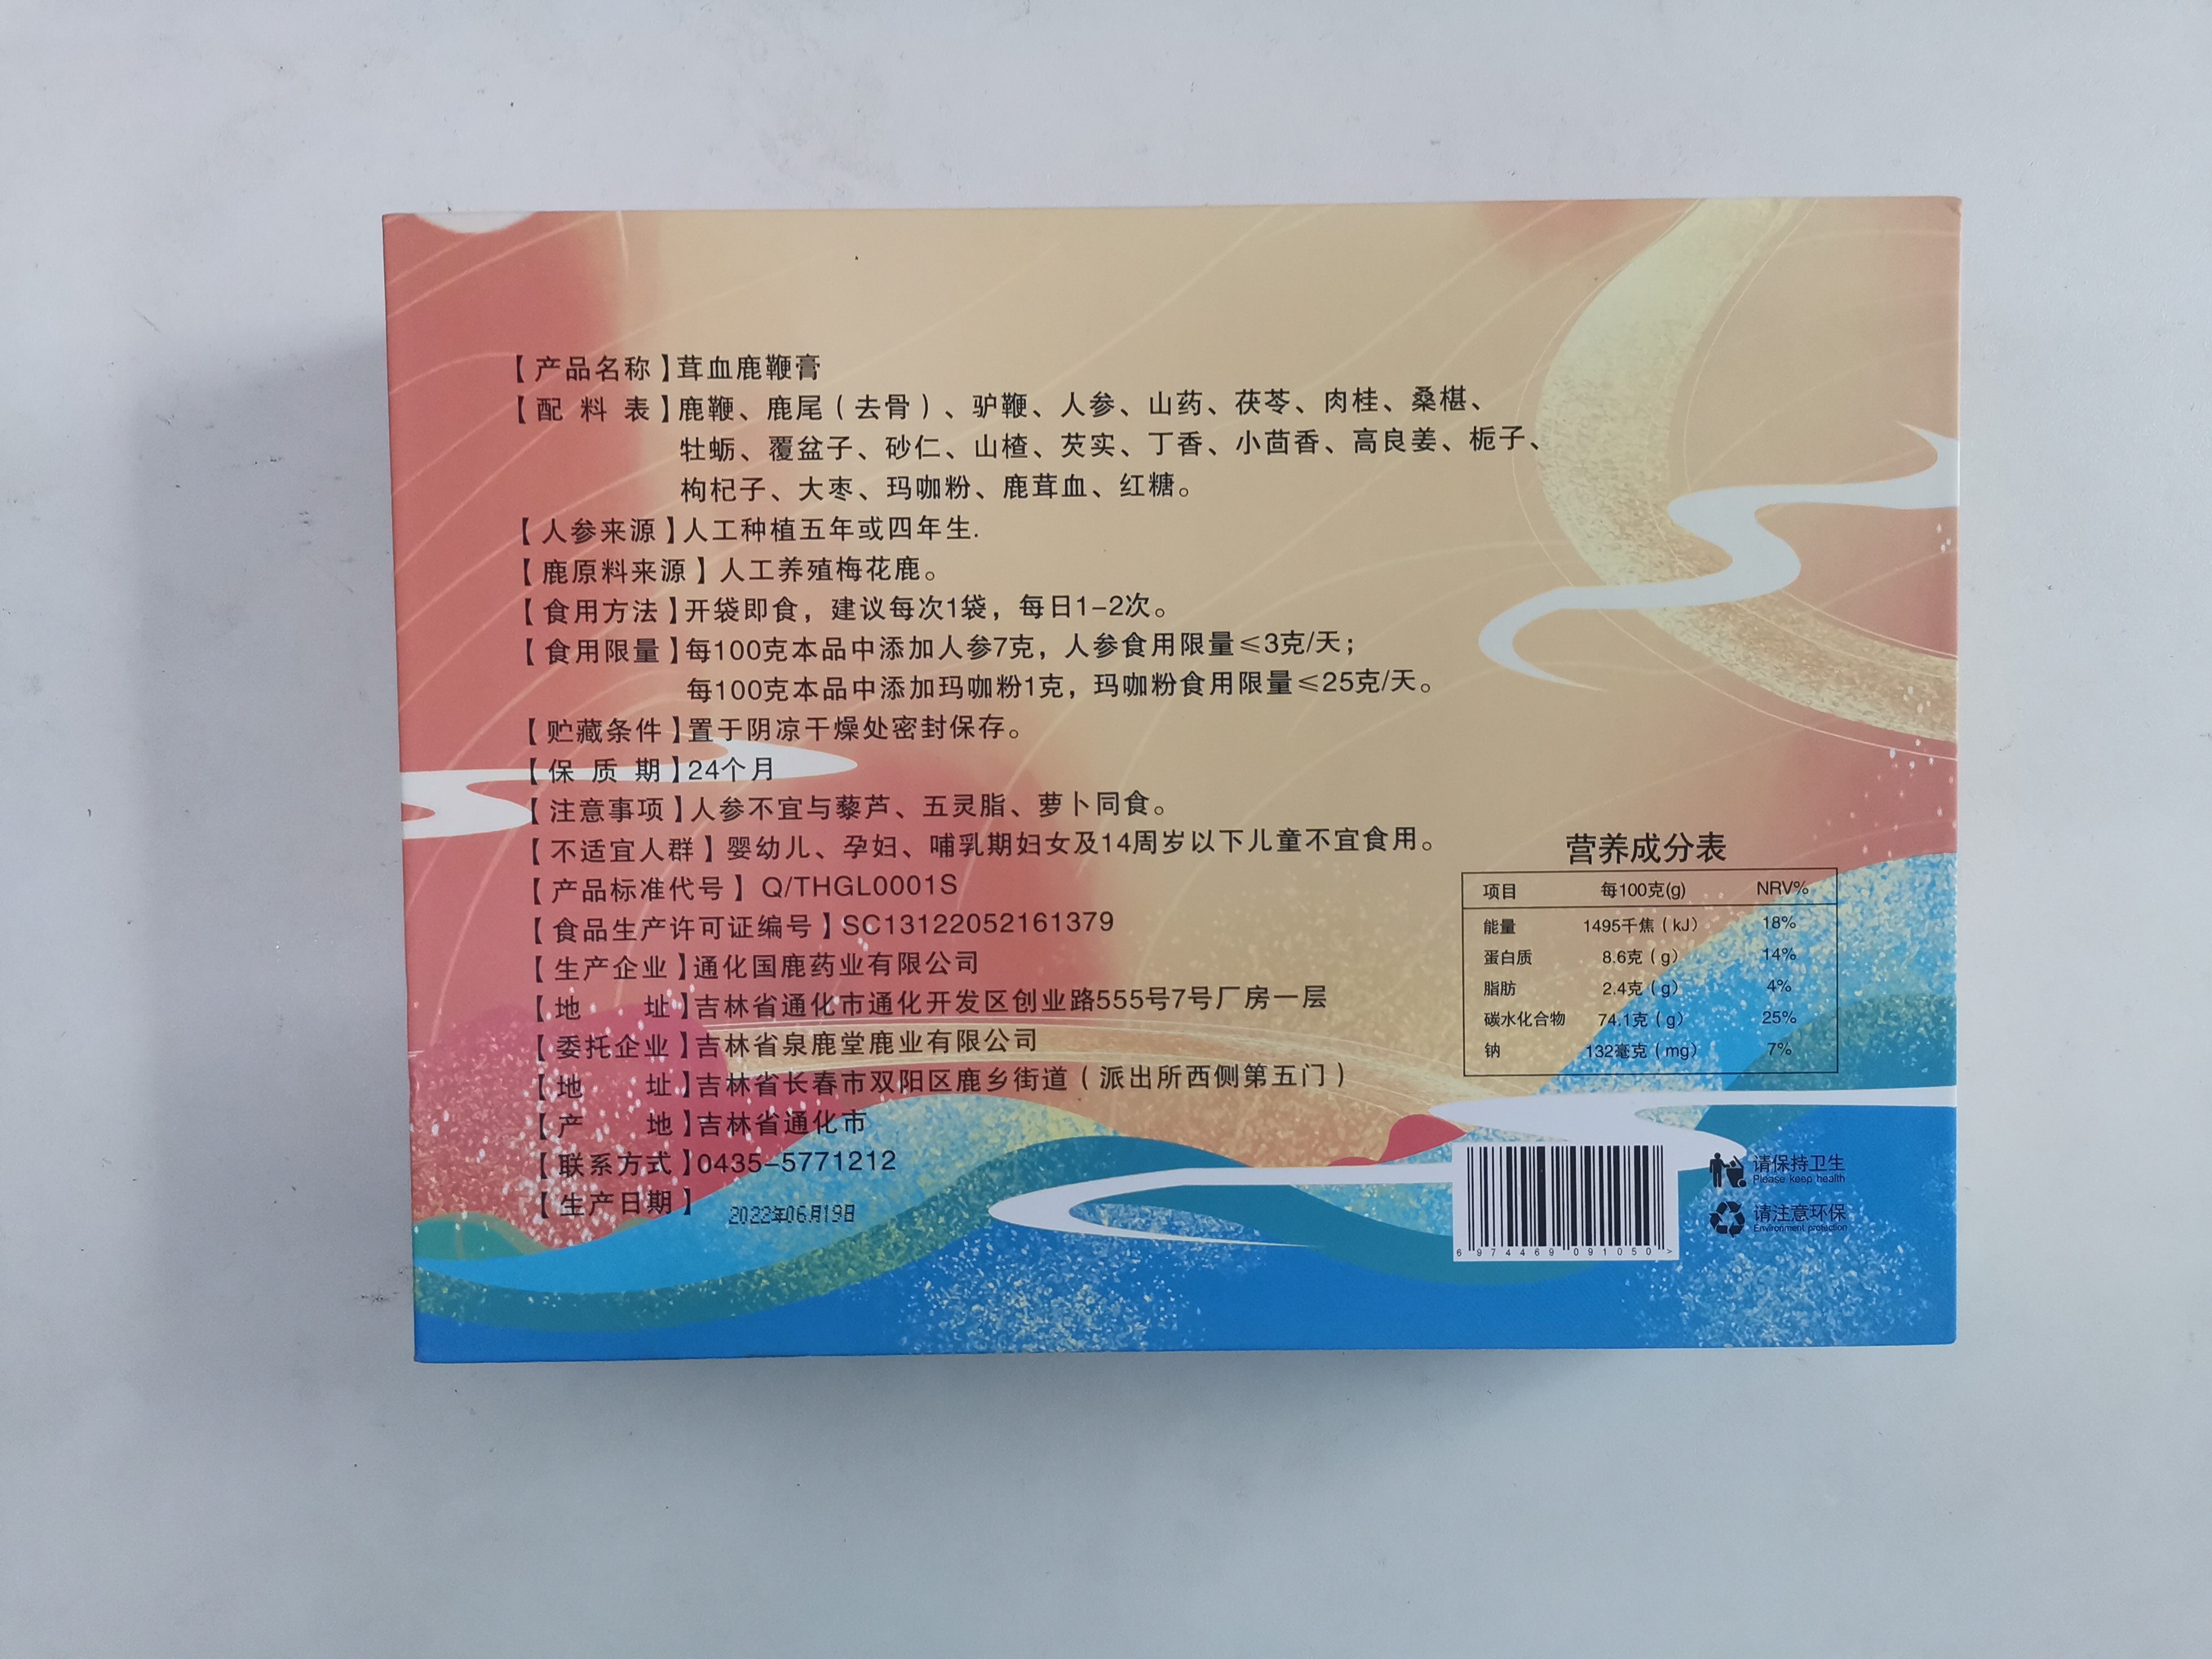 【产品名称】茸血鹿鞭膏
【配 料 表】鹿鞭、鹿尾（去骨）、驴鞭、人参、山药、茯苓、肉桂、桑椹、
牡蛎、覆盆子、砂仁、山楂、芡实、丁香、小茴香、高良姜、栀子、
枸杞子、大枣、玛咖粉、鹿茸血、红糖。
【人参来源】人工种植五年或四年生.
【鹿原料来源】人工养殖梅花鹿。
【食用方法】开袋即食，建议每次1袋，每日1-2次。
【食用限量】每100克本品中添加人参7克，人参食用限量≤3克/天；
每100克本品中添加玛咖粉1克，玛咖粉食用限量≤25克/天。
【贮藏条件】置于阴凉干燥处密封保存。
【保 质 期】24个月
【注意事项】人参不宜与藜芦、五灵脂、萝卜同食。
【不适宜人群】婴幼儿、孕妇、哺乳期妇女及14周岁以下儿童不宜食用。
【产品标准代号】Q/THGL0001S
【食品生产许可证编号】SC13122052161379
【生产企业】通化国鹿药业有限公司
【地 址】吉林省通化市通化开发区创业路555号7号厂房一层
【委托企业】吉林省泉鹿堂鹿业有限公司
【地 址】吉林省长春市双阳区鹿乡街道（派出所西侧第五门）
【产 地】吉林省通化市
【联系方式】0435-5771212
【生产日期】 2022年06月19日
营养成分表
项目 每100克(g) NRV%
能量 1495千焦（kJ） 18%
蛋白质 8.6克（g） 14%
脂肪 2.4克（g） 4%
碳水化合物 74.1克（g） 25%
钠 132毫克（mg） 7%
6 974469 091050 >
请保持卫生
Please keep health
请注意环保
Environment protection